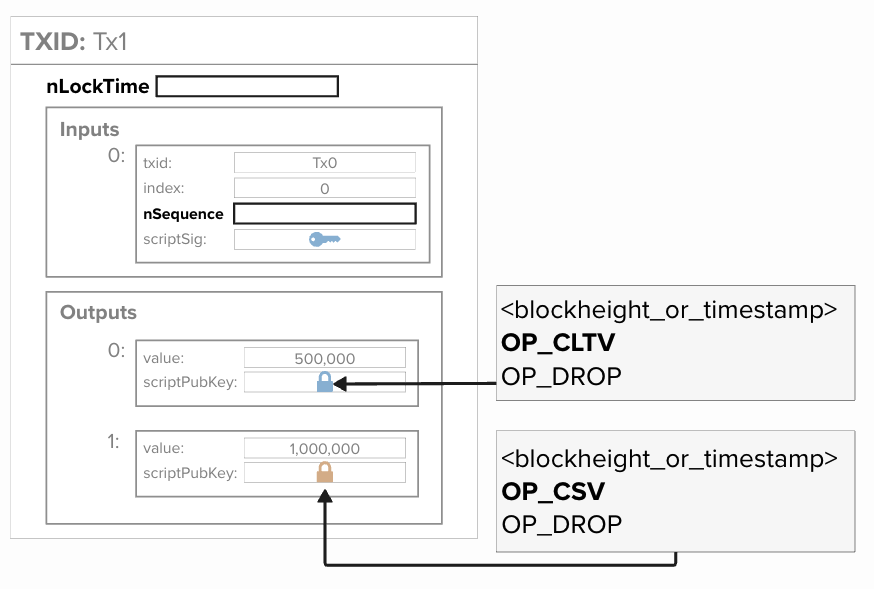 TXID: Tx1
nLockTime
Inputs
0:
txid: Tx0
index: 0
nSequence
scriptSig:
Outputs
0:
value: 500,000
scriptPubKey:
1:
value: 1,000,000
scriptPubKey:
<blockheight_or_timestamp>
OP_CLTV
OP_DROP
<blockheight_or_timestamp>
OP_CSV
OP_DROP